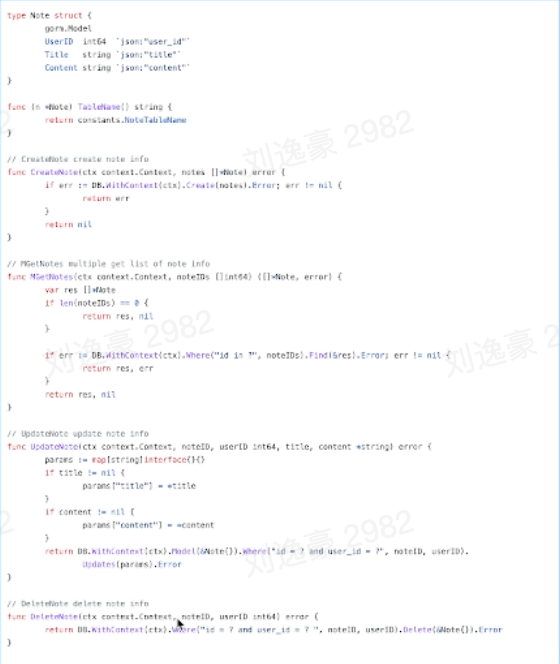 type Note struct {
	gorm.Model
	UserID int64 `json:"user_id"`
	Title string `json:"title"`
	Content string `json:"content"`
}

func (n *Note) TableName() string {
	return constants.NoteTableName
}

// CreateNote create note info
func CreateNote(ctx context.Context, notes []*Note) error {
	if err := DB.WithContext(ctx).Create(notes).Error; err != nil {
		return err
	}
	return nil
}

// MGetNotes multiple get list of note info
func MGetNotes(ctx context.Context, noteIDs []int64) ([]*Note, error) {
	var res []*Note
	if len(noteIDs) == 0 {
		return res, nil
	}

	if err := DB.WithContext(ctx).Where("id in ?", noteIDs).Find(&res).Error; err != nil {
		return res, err
	}
	return res, nil
}

// UpdateNote update note info
func UpdateNote(ctx context.Context, noteID, userID int64, title, content *string) error {
	params := map[string]interface{}{}
	if title != nil {
		params["title"] = *title
	}
	if content != nil {
		params["content"] = *content
	}
	return DB.WithContext(ctx).Model(&Note{}).Where("id = ? and user_id = ?", noteID, userID).
		Updates(params).Error
}

// DeleteNote delete note info
func DeleteNote(ctx context.Context, noteID, userID int64) error {
	return DB.WithContext(ctx).Where("id = ? and user_id = ? ", noteID, userID).Delete(&Note{}).Error
}
刘逸豪 2982
刘逸豪 2982
刘逸豪 2
刘逸豪 2982